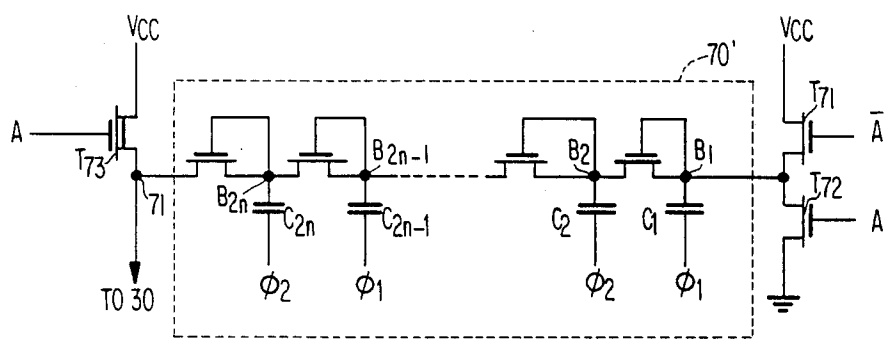 VCC
VCC
70'
A
T73
T71
A̅
B2n-1
B2
B1
71
B2n
C2n
C2n-1
C2
C1
T72
A
TO 30
ϕ2
ϕ1
ϕ2
ϕ1